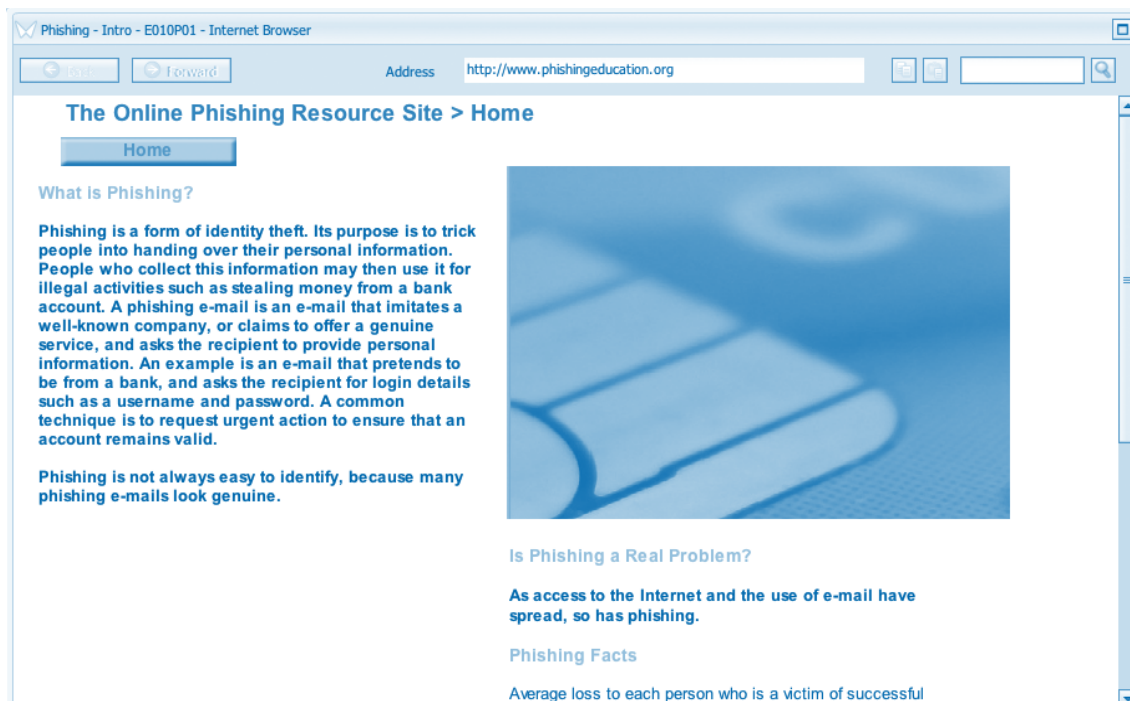 Phishing - Intro - E010P01 - Internet Browser
Back Forward Address http://www.phishingeducation.org
The Online Phishing Resource Site > Home
Home
What is Phishing?
Phishing is a form of identity theft. Its purpose is to trick
people into handing over their personal information.
People who collect this information may then use it for
illegal activities such as stealing money from a bank
account. A phishing e-mail is an e-mail that imitates a
well-known company, or claims to offer a genuine
service, and asks the recipient to provide personal
information. An example is an e-mail that pretends to
be from a bank, and asks the recipient for login details
such as a username and password. A common
technique is to request urgent action to ensure that an
account remains valid.
Phishing is not always easy to identify, because many
phishing e-mails look genuine.
Is Phishing a Real Problem?
As access to the Internet and the use of e-mail have
spread, so has phishing.
Phishing Facts
Average loss to each person who is a victim of successful